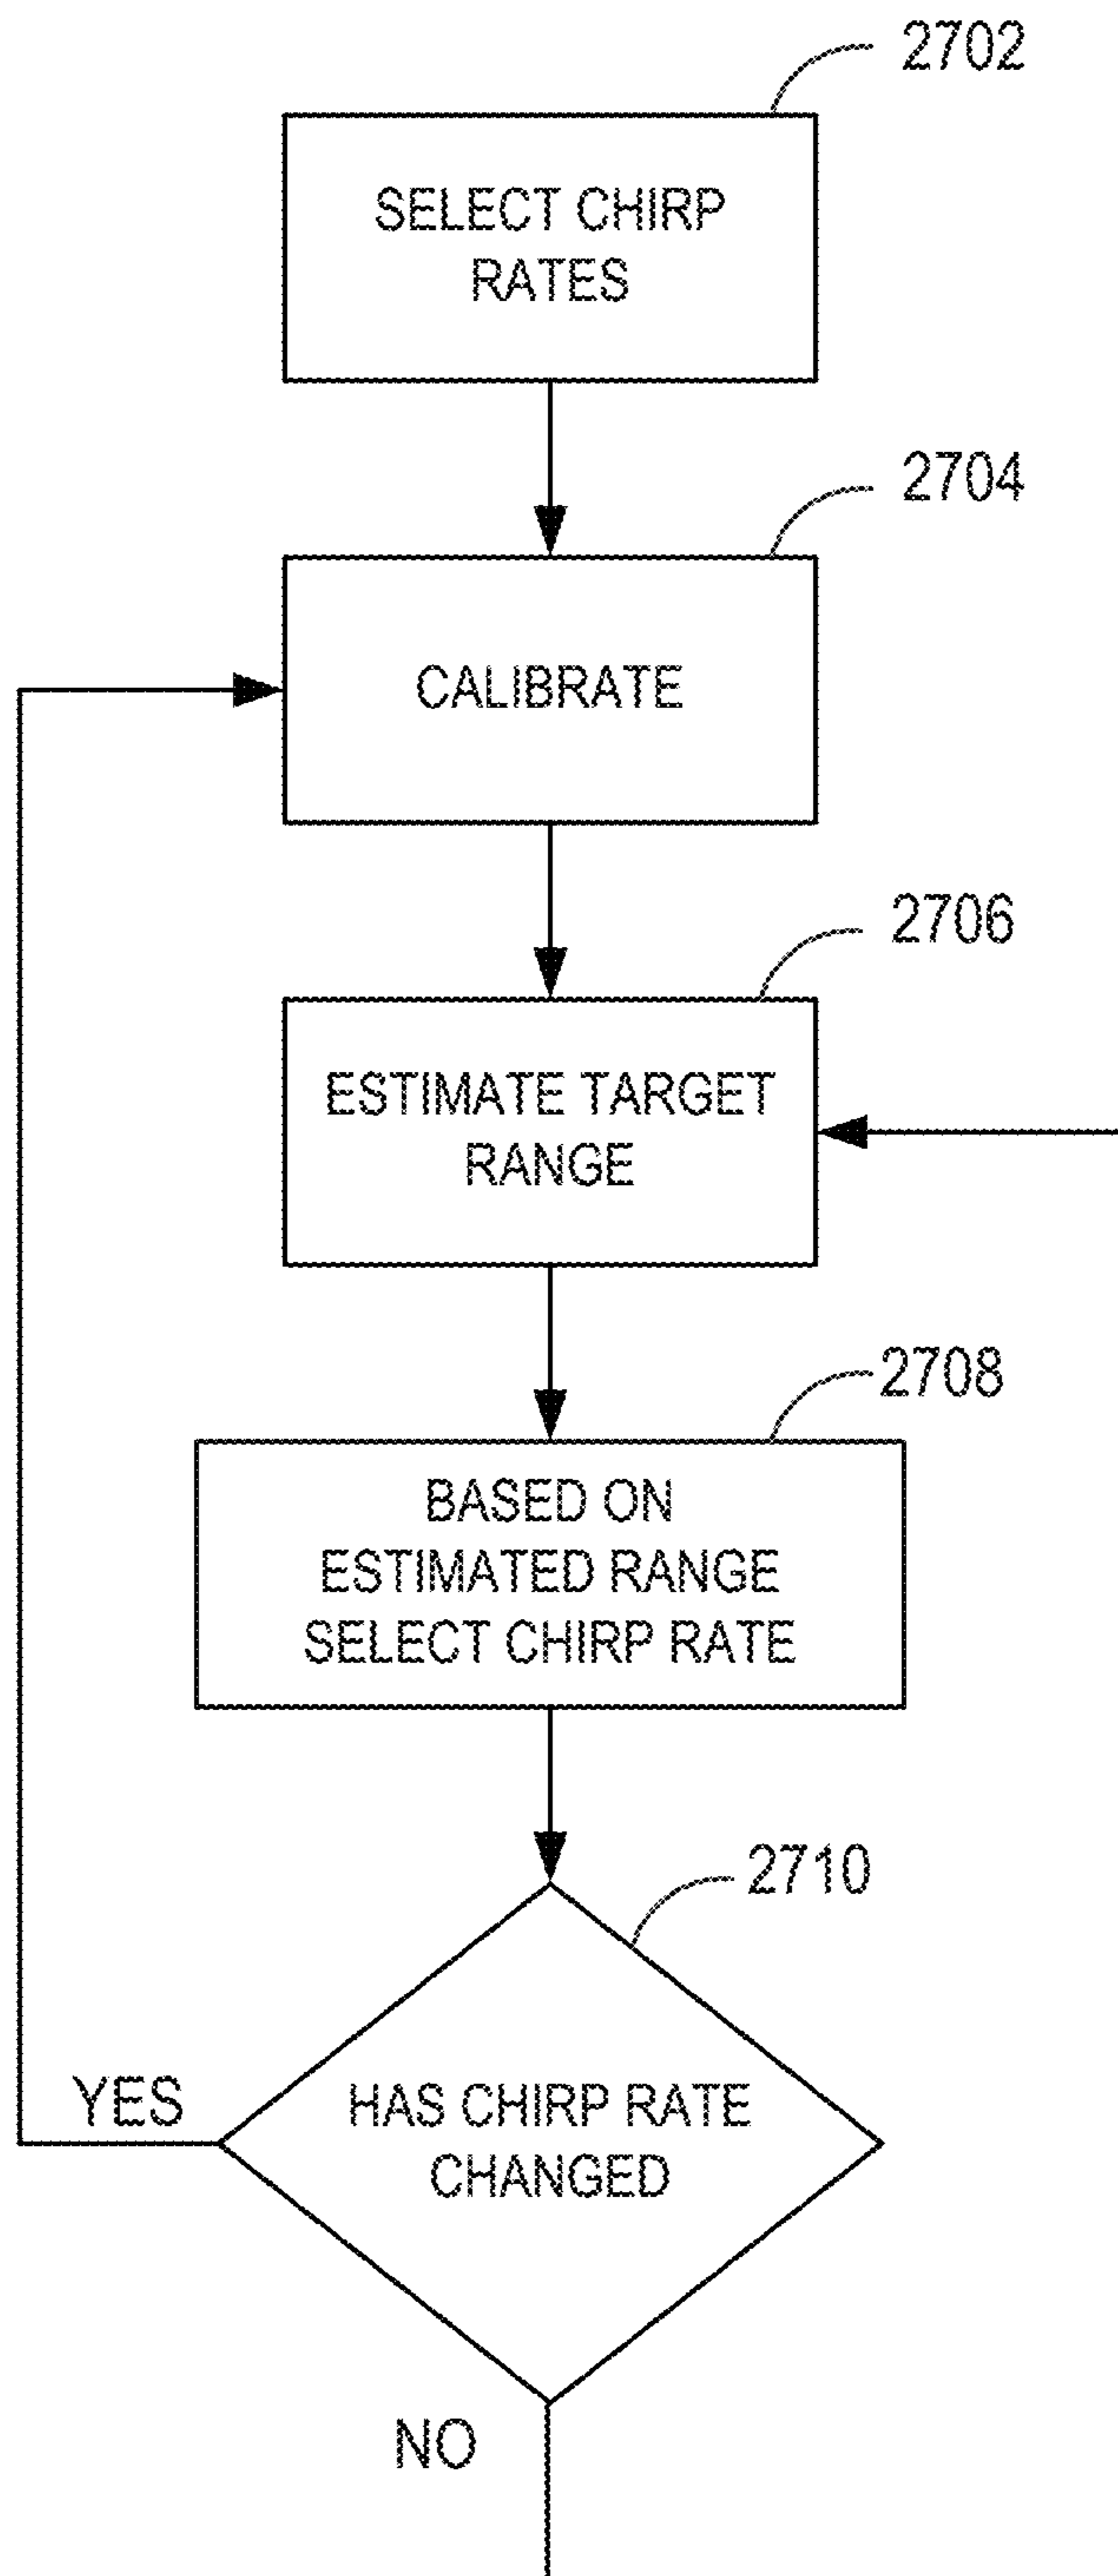 2702
SELECT CHIRP
RATES
2704
CALIBRATE
2706
ESTIMATE TARGET
RANGE
2708
BASED ON
ESTIMATED RANGE
SELECT CHIRP RATE
2710
HAS CHIRP RATE
CHANGED
YES
NO